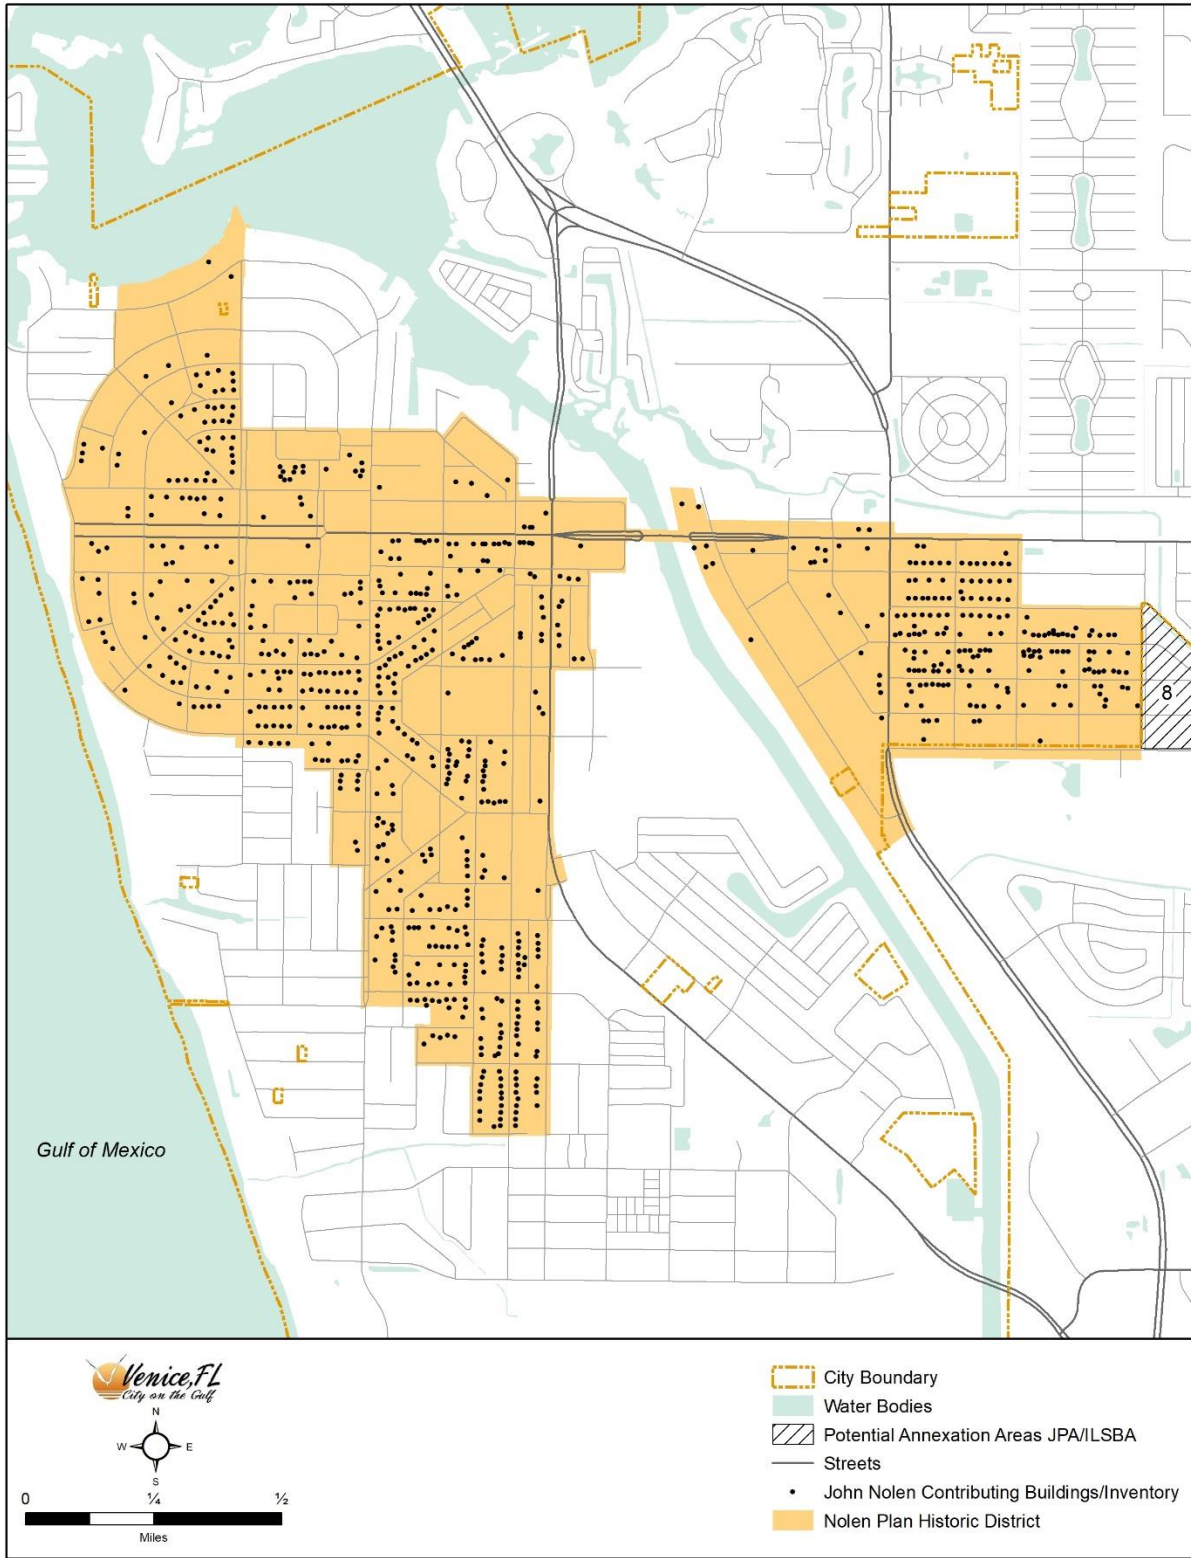 8
Gulf of Mexico
Venice, FL
City on the Gulf
N
W E
S
0 ¼ ½
Miles
City Boundary
Water Bodies
Potential Annexation Areas JPA/ILSBA
Streets
John Nolen Contributing Buildings/Inventory
Nolen Plan Historic District